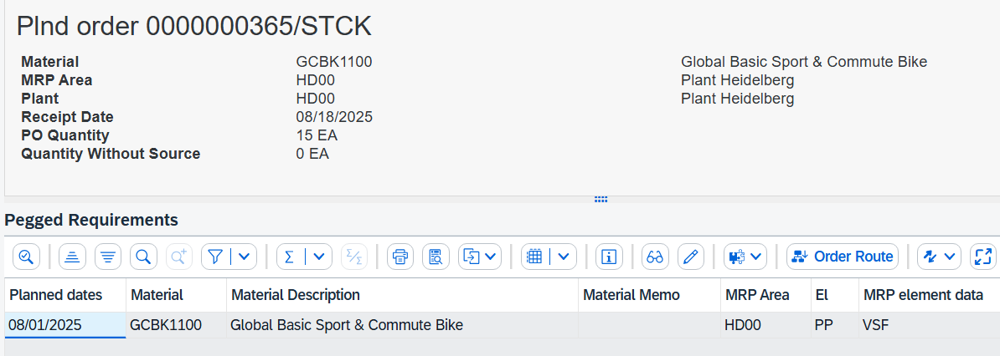 Plnd order 0000000365/STCK
Material GCBK1100 Global Basic Sport & Commute Bike
MRP Area HD00 Plant Heidelberg
Plant HD00 Plant Heidelberg
Receipt Date 08/18/2025
PO Quantity 15 EA
Quantity Without Source 0 EA
Pegged Requirements
Order Route
Planned dates Material Material Description Material Memo MRP Area El MRP element data
08/01/2025 GCBK1100 Global Basic Sport & Commute Bike HD00 PP VSF